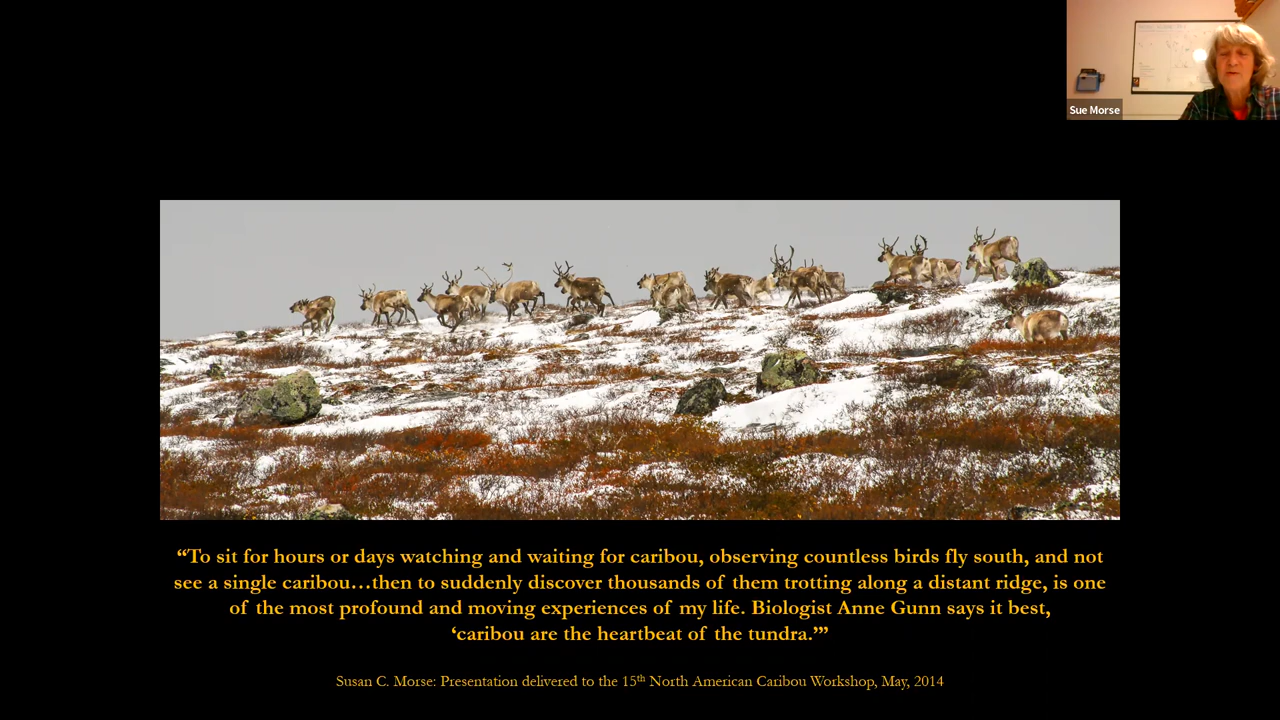 Sue Morse
“To sit for hours or days watching and waiting for caribou, observing countless birds fly south, and not
see a single caribou…then to suddenly discover thousands of them trotting along a distant ridge, is one
of the most profound and moving experiences of my life. Biologist Anne Gunn says it best,
‘caribou are the heartbeat of the tundra.’”
Susan C. Morse: Presentation delivered to the 15th North American Caribou Workshop, May, 2014